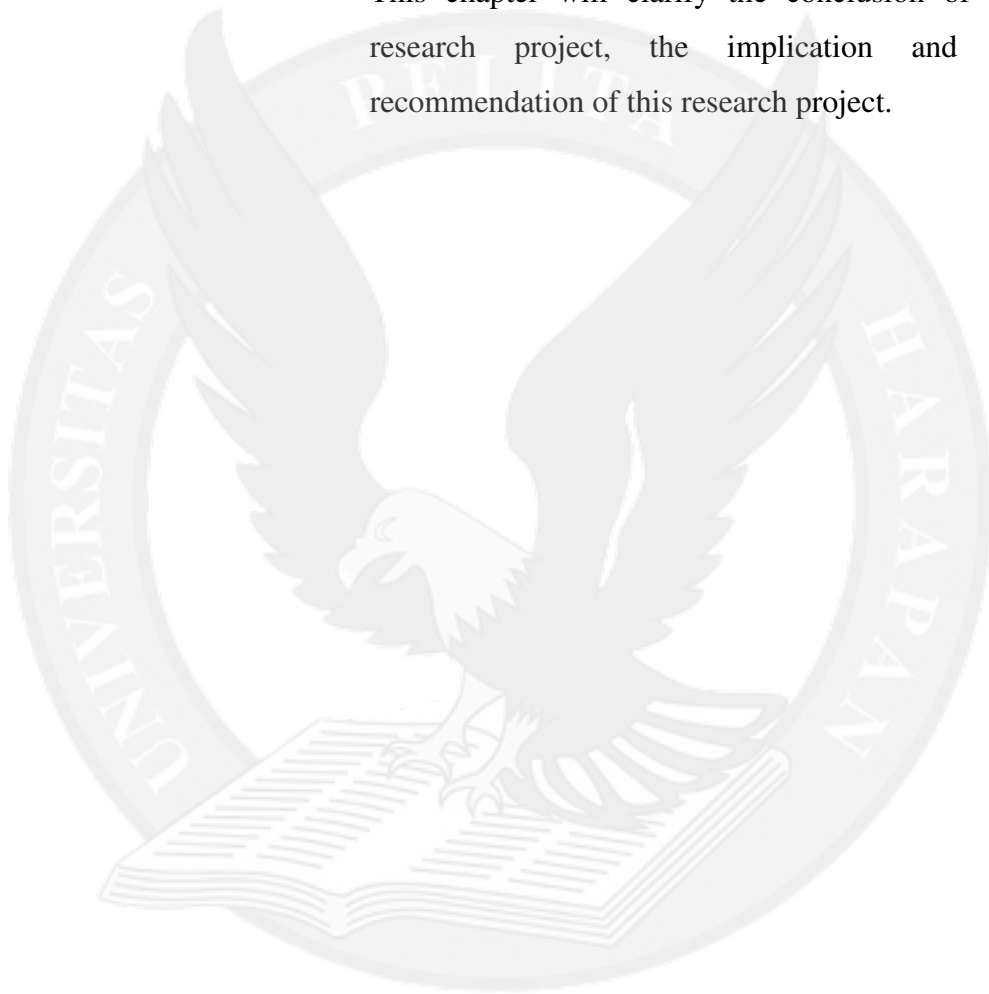 This chapter will clarify the conclusion of
research project, the implication and
recommendation of this research project.
UNIVERSITAS PELITA HARAPAN